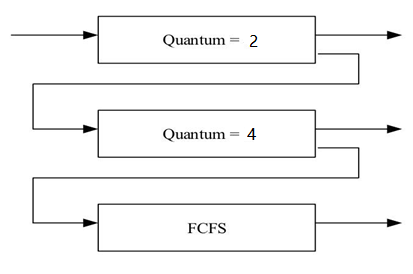 Quantum = 2
Quantum = 4
FCFS